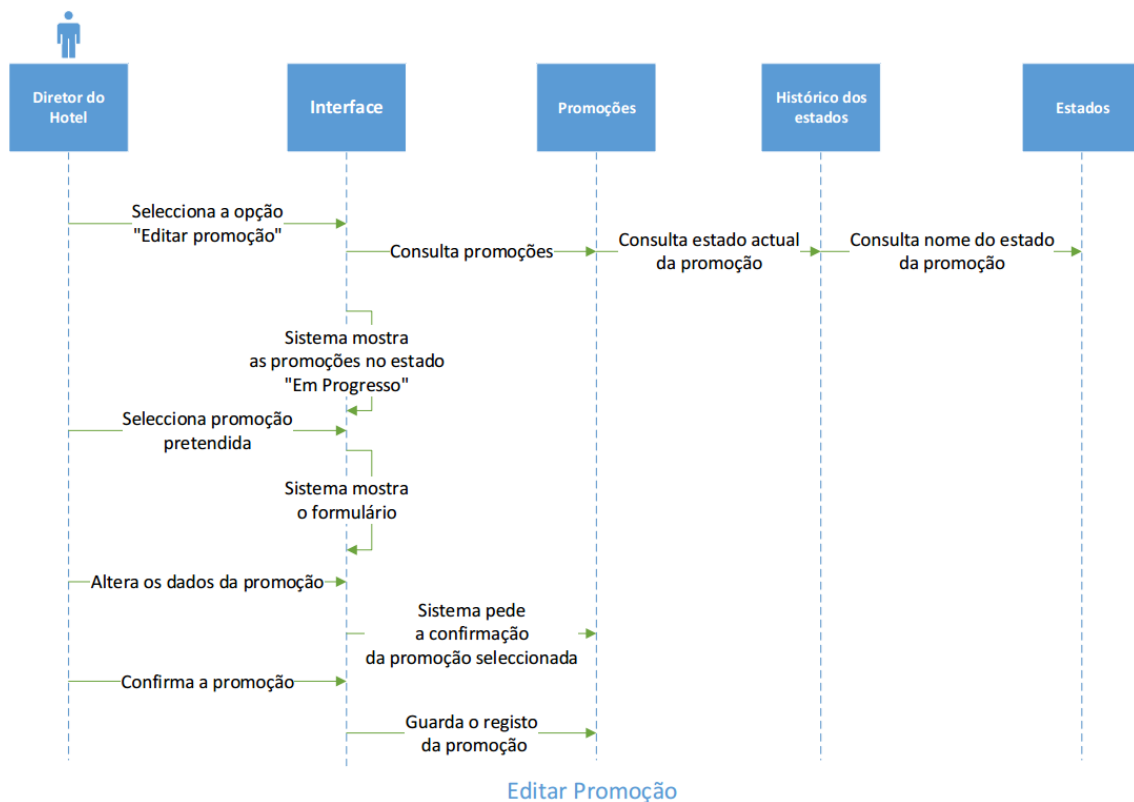 Diretor do
Hotel
Interface
Promoções
Histórico dos
estados
Estados
Selecciona a opção
"Editar promoção"
Consulta promoções
Consulta estado actual
da promoção
Consulta nome do estado
da promoção
Sistema mostra
as promoções no estado
"Em Progresso"
Selecciona promoção
pretendida
Sistema mostra
o formulário
Altera os dados da promoção
Sistema pede
a confirmação
da promoção seleccionada
Confirma a promoção
Guarda o registo
da promoção
Editar Promoção